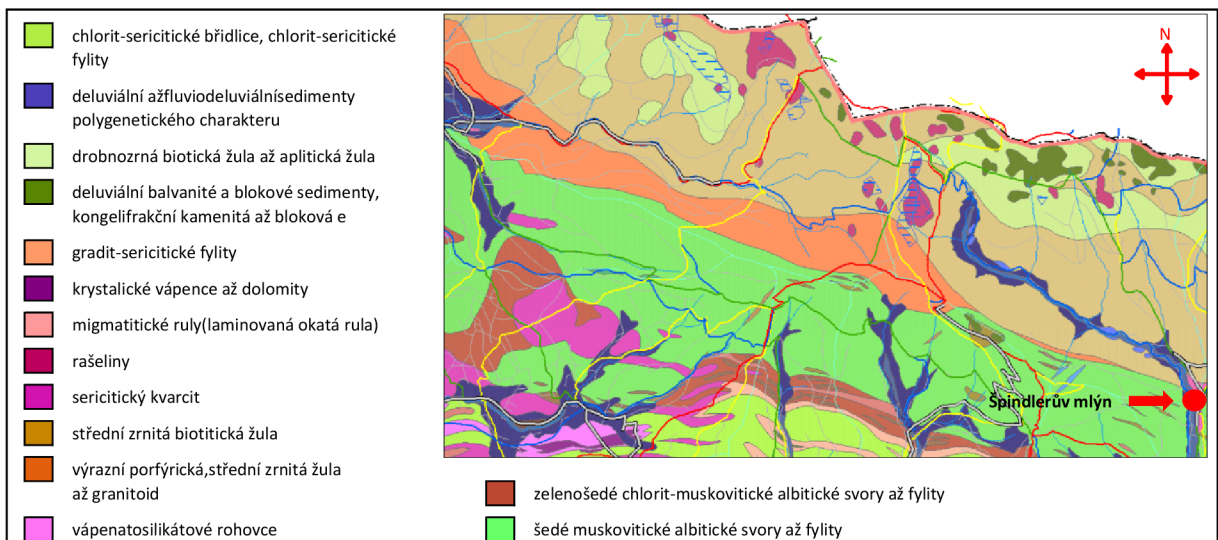 chlorit-sericitické břidlice, chlorit-sericitické
fylity
deluviální ažfluviodeluviálnísedimenty
polygenetického charakteru
drobnozrná biotická žula až aplitická žula
deluviální balvanité a blokové sedimenty,
kongelifrakční kamenitá až bloková e
gradit-sericitické fylity
krystalické vápence až dolomity
migmatitické ruly(laminovaná okatá rula)
rašeliny
sericitický kvarcit
střední zrnitá biotitická žula
výrazní porfýrická,střední zrnitá žula
až granitoid
vápenatosilikátové rohovce
N
Špindlerův mlýn
zelenošedé chlorit-muskovitické albitické svory až fylity
šedé muskovitické albitické svory až fylity